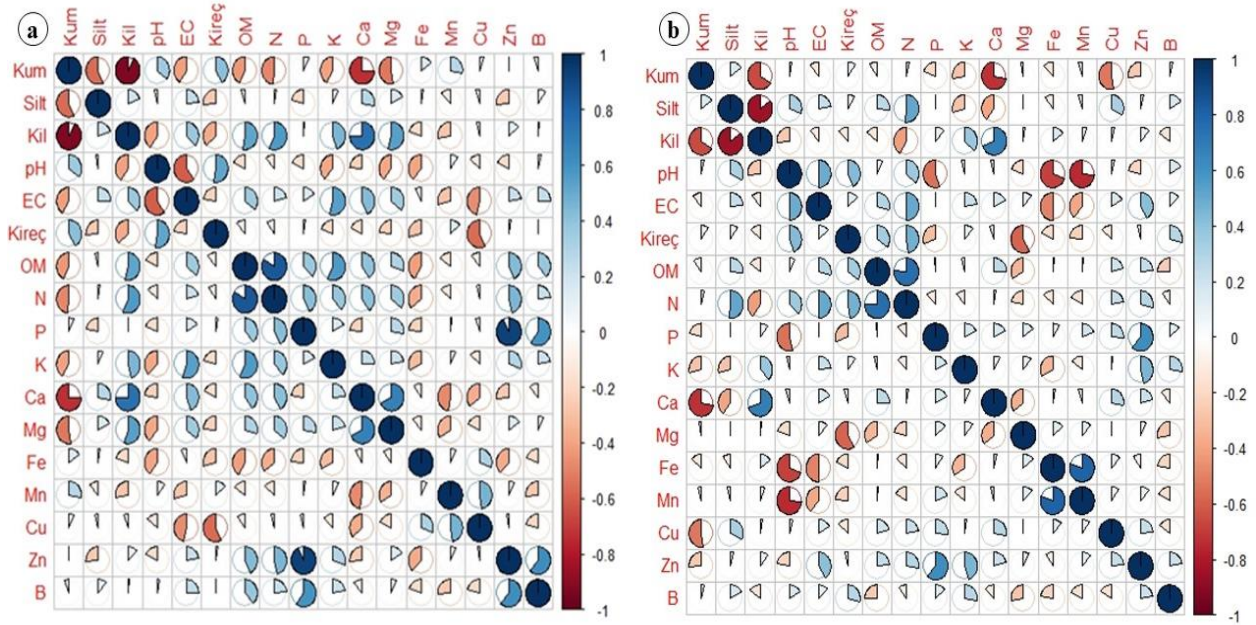 a
Kum Silt Kil pH EC Kireç OM N P K Ca Mg Fe Mn Cu Zn B
Kum
Silt
Kil
pH
EC
Kireç
OM
N
P
K
Ca
Mg
Fe
Mn
Cu
Zn
B
1
0.8
0.6
0.4
0.2
0
-0.2
-0.4
-0.6
-0.8
-1
b
Kum Silt Kil pH EC Kireç OM N P K Ca Mg Fe Mn Cu Zn B
Kum
Silt
Kil
pH
EC
Kireç
OM
N
P
K
Ca
Mg
Fe
Mn
Cu
Zn
B
1
0.8
0.6
0.4
0.2
0
-0.2
-0.4
-0.6
-0.8
-1